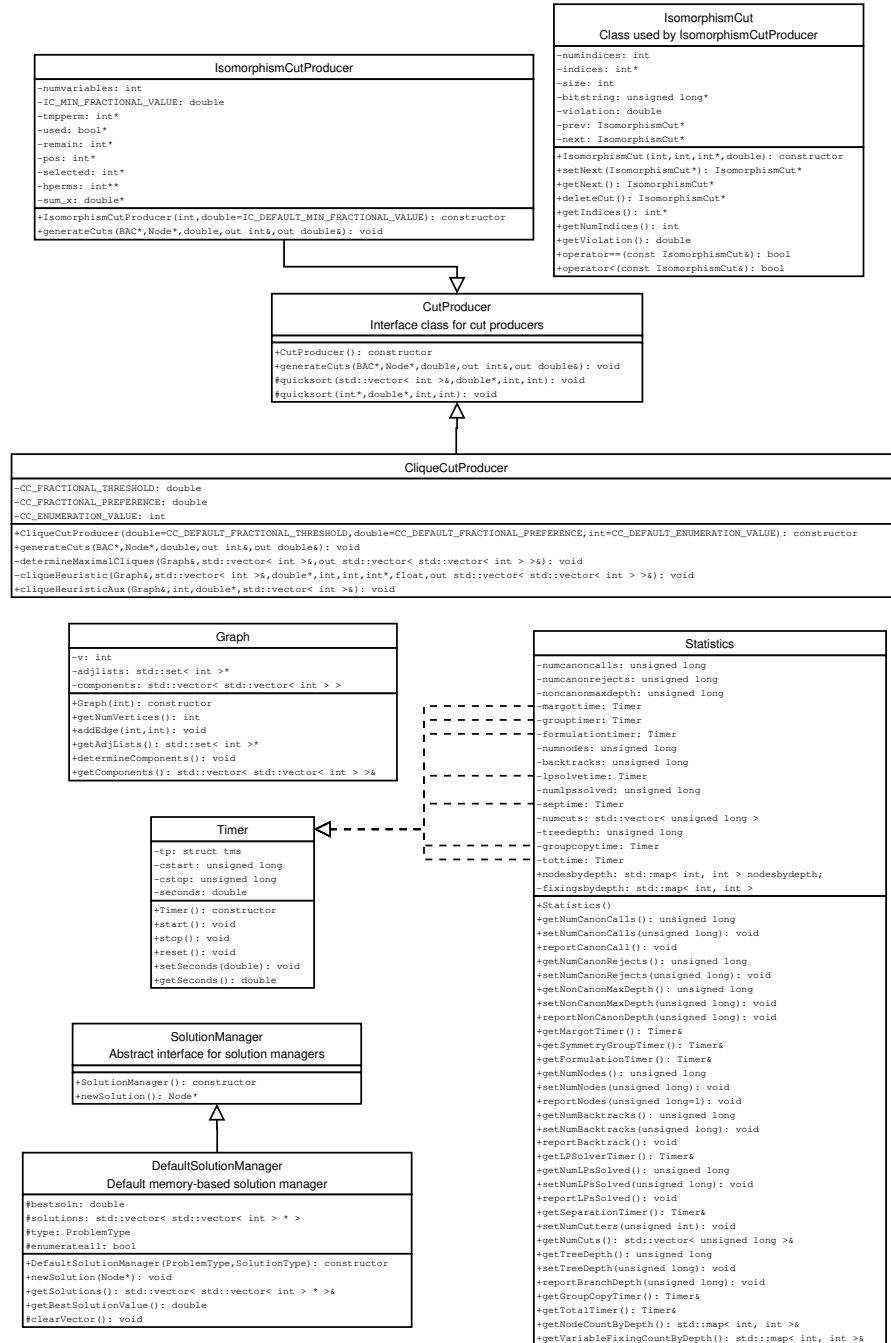 IsomorphismCutProducer
-numvariables: int
-IC_MIN_FRACTIONAL_VALUE: double
-tmpperm: int*
-used: bool*
-remain: int*
-pos: int*
-selected: int*
-hperms: int**
-sum_x: double*
+IsomorphismCutProducer(int,double=IC_DEFAULT_MIN_FRACTIONAL_VALUE): constructor
+generateCuts(BAC*,Node*,double,out int&,out double&): void
IsomorphismCut
Class used by IsomorphismCutProducer
-numindices: int
-indices: int*
-size: int
-bitstring: unsigned long*
-violation: double
-prev: IsomorphismCut*
-next: IsomorphismCut*
+IsomorphismCut(int,int,int*,double): constructor
+setNext(IsomorphismCut*): IsomorphismCut*
+getNext(): IsomorphismCut*
+deleteCut(): IsomorphismCut*
+getIndices(): int*
+getNumIndices(): int
+getViolation(): double
+operator==(const IsomorphismCut&): bool
+operator<(const IsomorphismCut&): bool
CutProducer
Interface class for cut producers
+CutProducer(): constructor
+generateCuts(BAC*,Node*,double,out int&,out double&): void
#quicksort(std::vector< int >&,double*,int,int): void
#quicksort(int*,double*,int,int): void
CliqueCutProducer
-CC_FRACTIONAL_THRESHOLD: double
-CC_FRACTIONAL_PREFERENCE: double
-CC_ENUMERATION_VALUE: int
+CliqueCutProducer(double=CC_DEFAULT_FRACTIONAL_THRESHOLD,double=CC_DEFAULT_FRACTIONAL_PREFERENCE,int=CC_DEFAULT_ENUMERATION_VALUE): constructor
+generateCuts(BAC*,Node*,double,out int&,out double&): void
-determineMaximalCliques(Graph&,std::vector< int >&,out std::vector< std::vector< int > >&): void
-cliqueHeuristic(Graph&,std::vector< int >&,double*,int,int,int*,float,out std::vector< std::vector< int > >&): void
+cliqueHeuristicAux(Graph&,int,double*,std::vector< int >&): void
Graph
-v: int
-adjlists: std::set< int >*
-components: std::vector< std::vector< int > >
+Graph(int): constructor
+getNumVertices(): int
+addEdge(int,int): void
+getAdjLists(): std::set< int >*
+determineComponents(): void
+getComponents(): std::vector< std::vector< int > >&
Timer
-tp: struct tms
-cstart: unsigned long
-cstop: unsigned long
-seconds: double
+Timer(): constructor
+start(): void
+stop(): void
+reset(): void
+setSeconds(double): void
+getSeconds(): double
SolutionManager
Abstract interface for solution managers
+SolutionManager(): constructor
+newSolution(): Node*
DefaultSolutionManager
Default memory-based solution manager
#bestsoln: double
#solutions: std::vector< std::vector< int > * >
#type: ProblemType
#enumerateall: bool
+DefaultSolutionManager(ProblemType,SolutionType): constructor
+newSolution(Node*): void
+getSolutions(): std::vector< std::vector< int > * >&
+getBestSolutionValue(): double
#clearVector(): void
Statistics
-numcanoncalls: unsigned long
-numcanonrejects: unsigned long
-noncanonmaxdepth: unsigned long
-margottime: Timer
-grouptimer: Timer
-formulationtimer: Timer
-numnodes: unsigned long
-backtracks: unsigned long
-lpsolvetime: Timer
-numlpssolved: unsigned long
-septime: Timer
-numcuts: std::vector< unsigned long >
-treedepth: unsigned long
-groupcopytime: Timer
-tottime: Timer
+nodesbydepth: std::map< int, int > nodesbydepth;
-fixingsbydepth: std::map< int, int >
+Statistics()
+getNumCanonCalls(): unsigned long
+setNumCanonCalls(unsigned long): void
+reportCanonCall(): void
+getNumCanonRejects(): unsigned long
+setNumCanonRejects(unsigned long): void
+getNonCanonMaxDepth(): unsigned long
+setNonCanonMaxDepth(unsigned long): void
+reportNonCanonDepth(unsigned long): void
+getMargotTimer(): Timer&
+getSymmetryGroupTimer(): Timer&
+getFormulationTimer(): Timer&
+getNumNodes(): unsigned long
+setNumNodes(unsigned long): void
+reportNodes(unsigned long=1): void
+getNumBacktracks(): unsigned long
+setNumBacktracks(unsigned long): void
+reportBacktrack(): void
+getLPSolverTimer(): Timer&
+getNumLPsSolved(): unsigned long
+setNumLPsSolved(unsigned long): void
+reportLPsSolved(): void
+getSeparationTimer(): Timer&
+setNumCutters(unsigned int): void
+getNumCuts(): std::vector< unsigned long >&
+getTreeDepth(): unsigned long
+setTreeDepth(unsigned long): void
+reportBranchDepth(unsigned long): void
+getGroupCopyTimer(): Timer&
+getTotalTimer(): Timer&
+getNodeCountByDepth(): std::map< int, int >&
+getVariableFixingCountByDepth(): std:::map< int, int >&